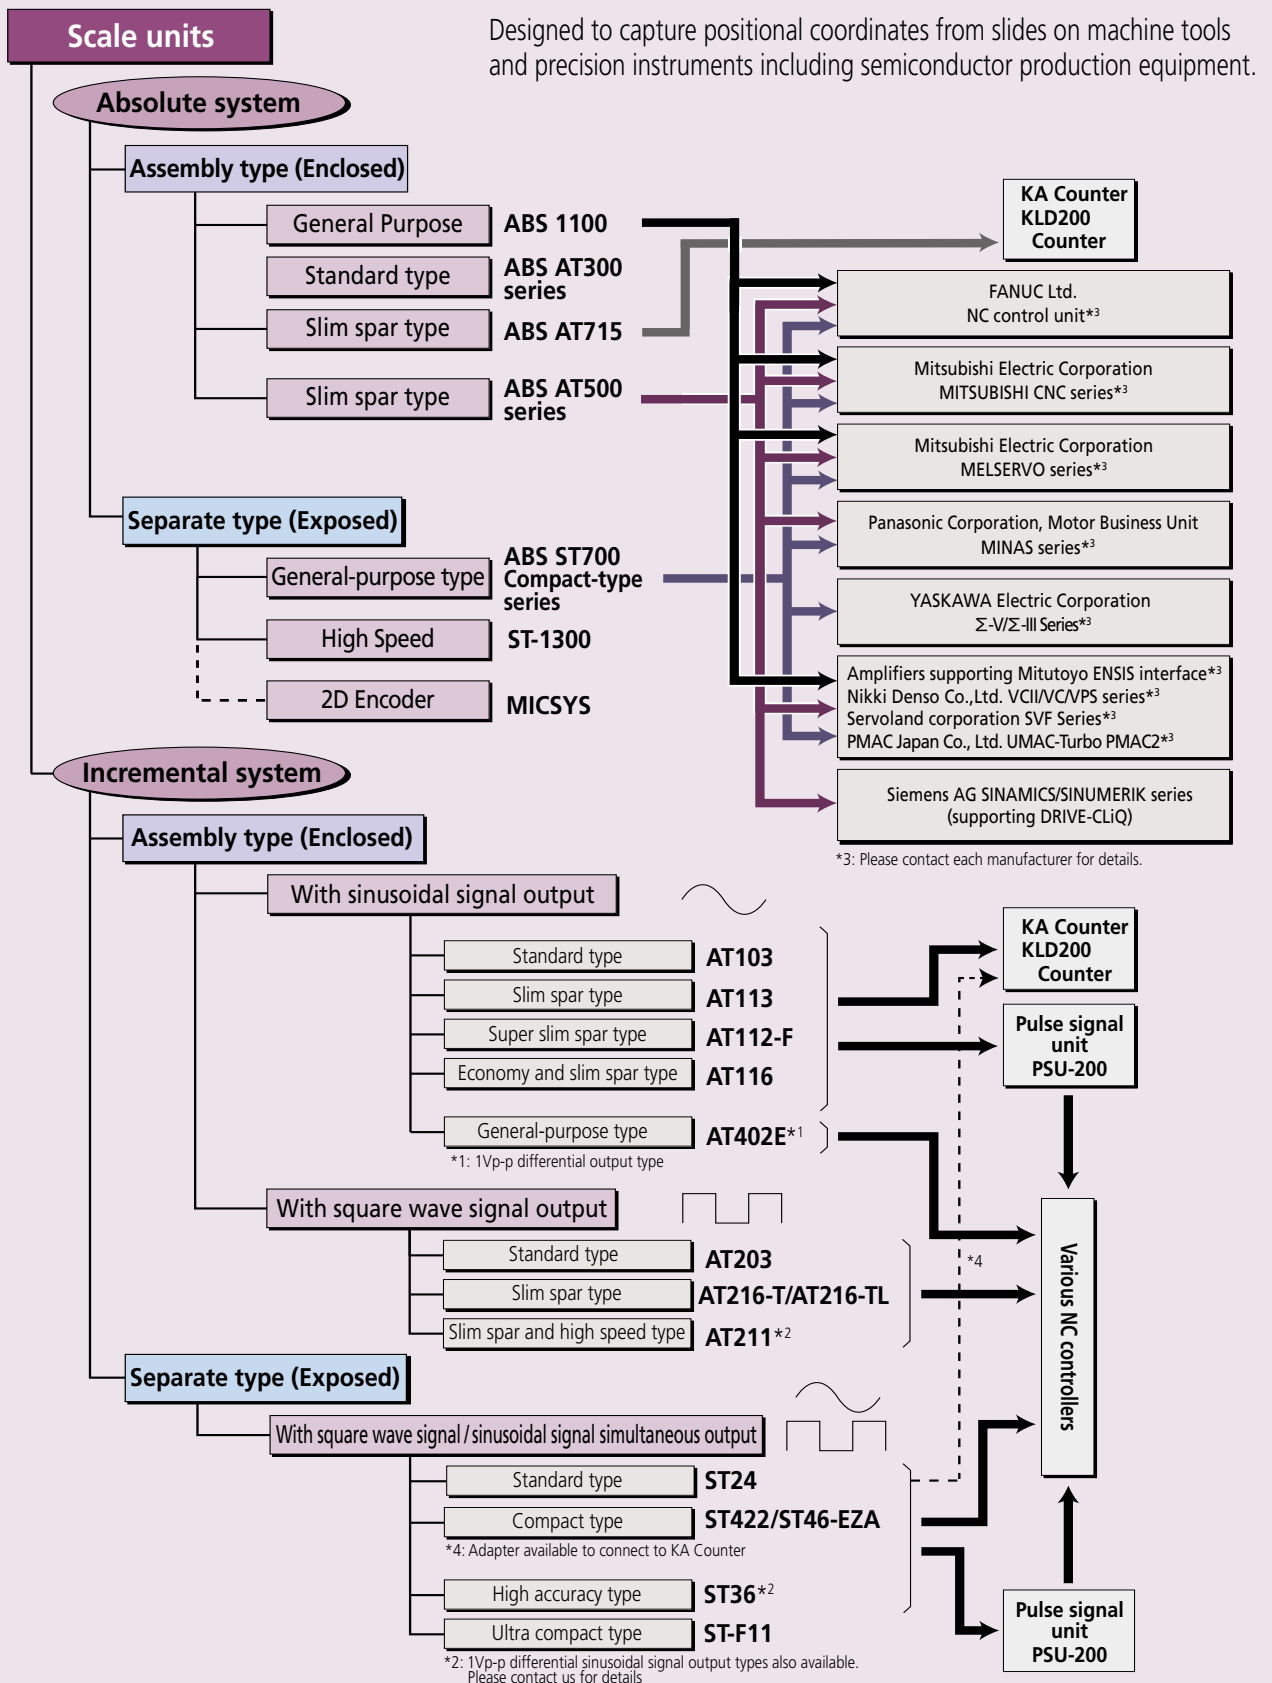 Scale units
Designed to capture positional coordinates from slides on machine tools
and precision instruments including semiconductor production equipment.
Absolute system
Assembly type (Enclosed)
General Purpose
ABS 1100
Standard type
ABS AT300
series
Slim spar type
ABS AT715
Slim spar type
ABS AT500
series
KA Counter
KLD200
Counter
FANUC Ltd.
NC control unit*3
Mitsubishi Electric Corporation
MITSUBISHI CNC series*3
Mitsubishi Electric Corporation
MELSERVO series*3
Panasonic Corporation, Motor Business Unit
MINAS series*3
YASKAWA Electric Corporation
Σ-V/Σ-III Series*3
Amplifiers supporting Mitutoyo ENSIS interface*3
Nikki Denso Co.,Ltd. VCII/VC/VPS series*3
Servoland corporation SVF Series*3
PMAC Japan Co., Ltd. UMAC-Turbo PMAC2*3
Siemens AG SINAMICS/SINUMERIK series
(supporting DRIVE-CLiQ)
*3: Please contact each manufacturer for details.
Separate type (Exposed)
General-purpose type
ABS ST700
Compact-type
series
High Speed
ST-1300
2D Encoder
MICSYS
Incremental system
Assembly type (Enclosed)
With sinusoidal signal output
Standard type
AT103
Slim spar type
AT113
Super slim spar type
AT112-F
Economy and slim spar type
AT116
General-purpose type
AT402E*1
*1: 1Vp-p differential output type
KA Counter
KLD200
Counter
Pulse signal
unit
PSU-200
With square wave signal output
Standard type
AT203
Slim spar type
AT216-T/AT216-TL
Slim spar and high speed type
AT211*2
*4
Various NC controllers
Separate type (Exposed)
With square wave signal/sinusoidal signal simultaneous output
Standard type
ST24
Compact type
ST422/ST46-EZA
*4: Adapter available to connect to KA Counter
High accuracy type
ST36*2
Ultra compact type
ST-F11
*2: 1Vp-p differential sinusoidal signal output types also available.
Please contact us for details
Pulse signal
unit
PSU-200